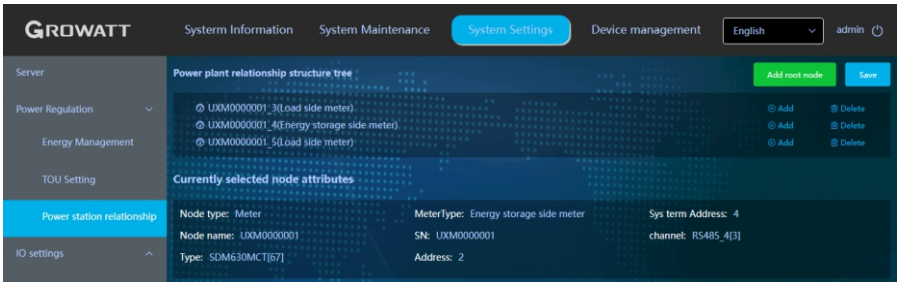 GROWATT
Systerm Information System Maintenance System Settings Device management English admin
Server
Power Regulation
Energy Management
TOU Setting
Power station relationship
IO settings
Power plant relationship structure tree Add root node Save
UXM0000001_3(Load side meter) Add Delete
UXM0000001_4(Energy storage side meter) Add Delete
UXM0000001_5(Load side meter) Add Delete
Currently selected node attributes
Node type: Meter MeterType: Energy storage side meter Sys term Address: 4
Node name: UXM0000001 SN: UXM0000001 channel: RS485_4[3]
Type: SDM630MCT[67] Address: 2